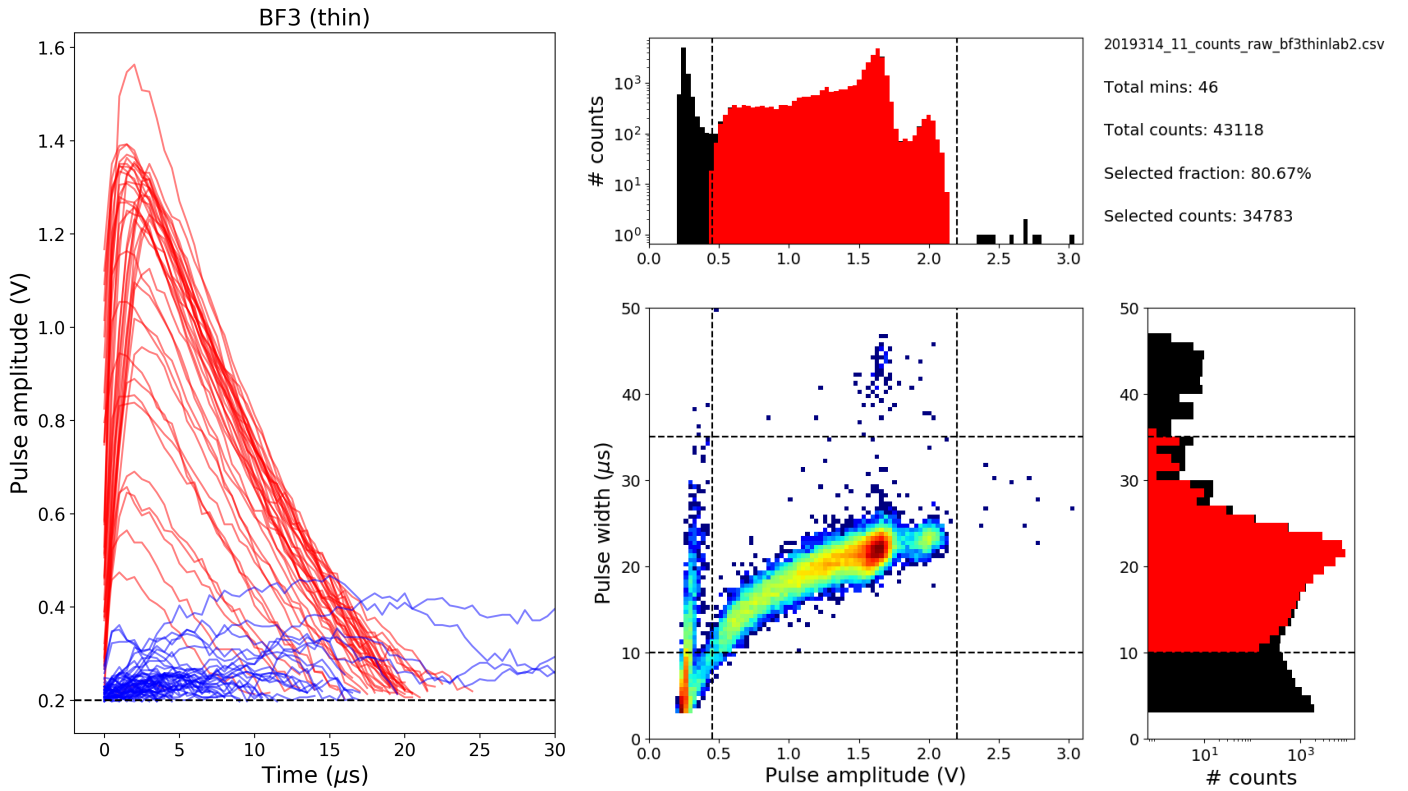 BF3 (thin)
Pulse amplitude (V)
1.6
1.4
1.2
1.0
0.8
0.6
0.4
0.2
0 5 10 15 20 25 30
Time (μs)
# counts
10³
10²
10¹
10⁰
0.0 0.5 1.0 1.5 2.0 2.5 3.0
2019314_11_counts_raw_bf3thinlab2.csv
Total mins: 46
Total counts: 43118
Selected fraction: 80.67%
Selected counts: 34783
Pulse width (μs)
50
40
30
20
10
0
0.0 0.5 1.0 1.5 2.0 2.5 3.0
Pulse amplitude (V)
50
40
30
20
10
0
10¹ 10³
# counts